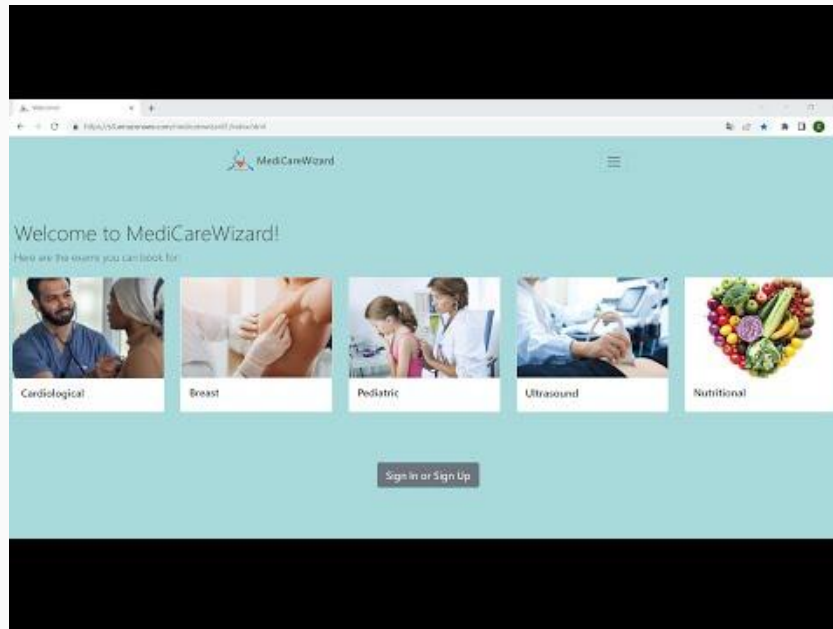 Welcome!
MediCareWizard
Welcome to MediCareWizard!
Here are the exams you can book for:
Cardiological
Breast
Pediatric
Ultrasound
Nutritional
Sign In or Sign Up